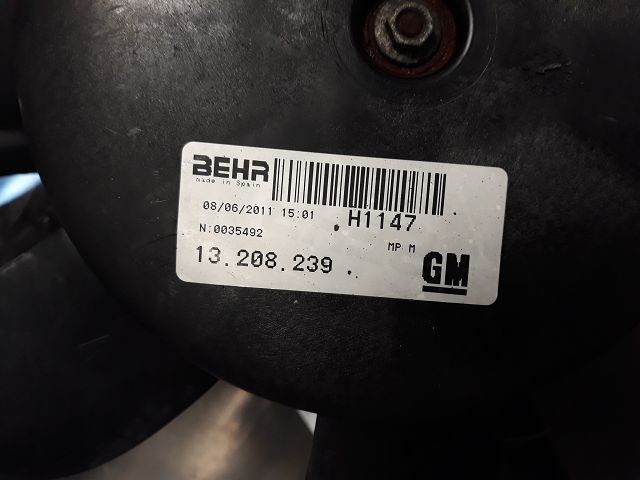 BEHR
made in Spain
08/06/2011 15:01 H1147
N:0035492
MP M
13.208.239
GM